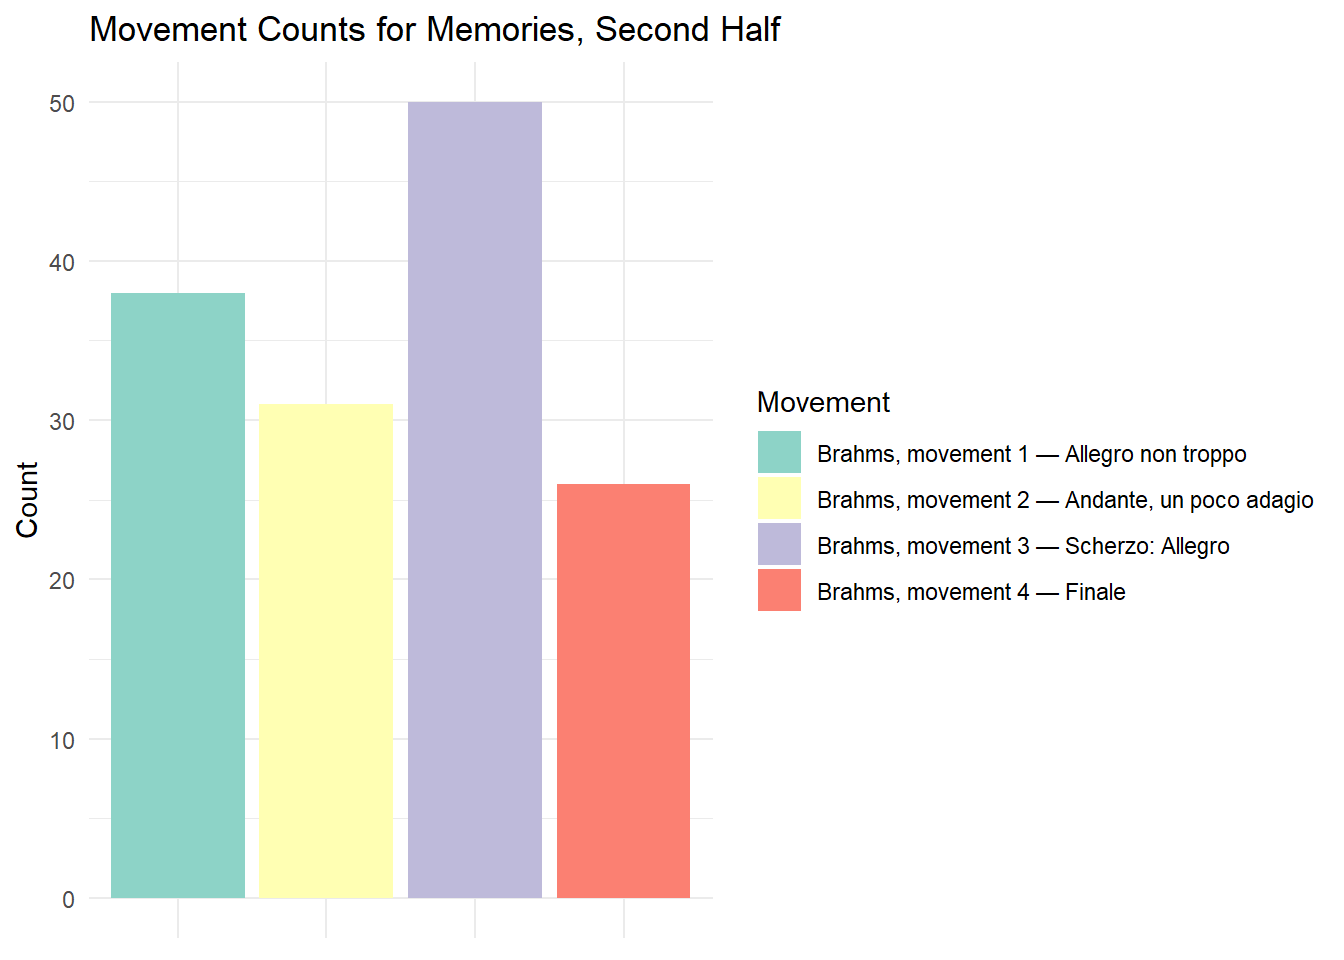 Movement Counts for Memories, Second Half
50
40
30
20
10
0
Count
Movement
Brahms, movement 1 — Allegro non troppo
Brahms, movement 2 — Andante, un poco adagio
Brahms, movement 3 — Scherzo: Allegro
Brahms, movement 4 — Finale